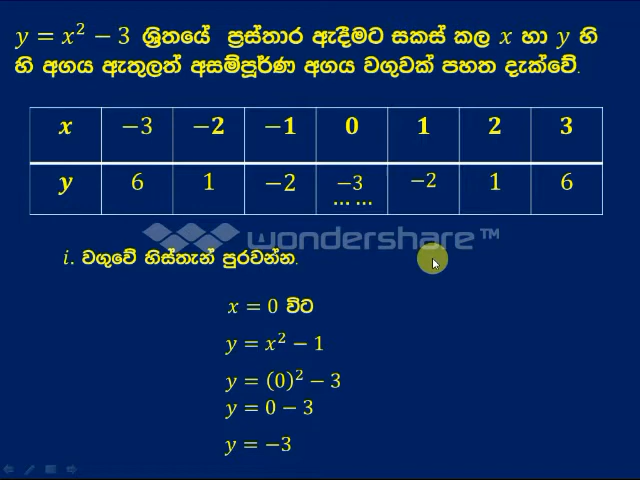 y = x² − 3 ශ්‍රිතයේ ප්‍රස්තාර ඇදීමට සකස් කල x හා y හි
හි අගය ඇතුලත් අසම්පූර්ණ අගය වගුවක් පහත දැක්වේ.
x −3 −2 −1 0 1 2 3
y 6 1 −2 −3 −2 1 6
... ...
wondershare™
i. වගුවේ හිස්තැන් පුරවන්න.
x = 0 විට
y = x² − 1
y = (0)² − 3
y = 0 − 3
y = −3